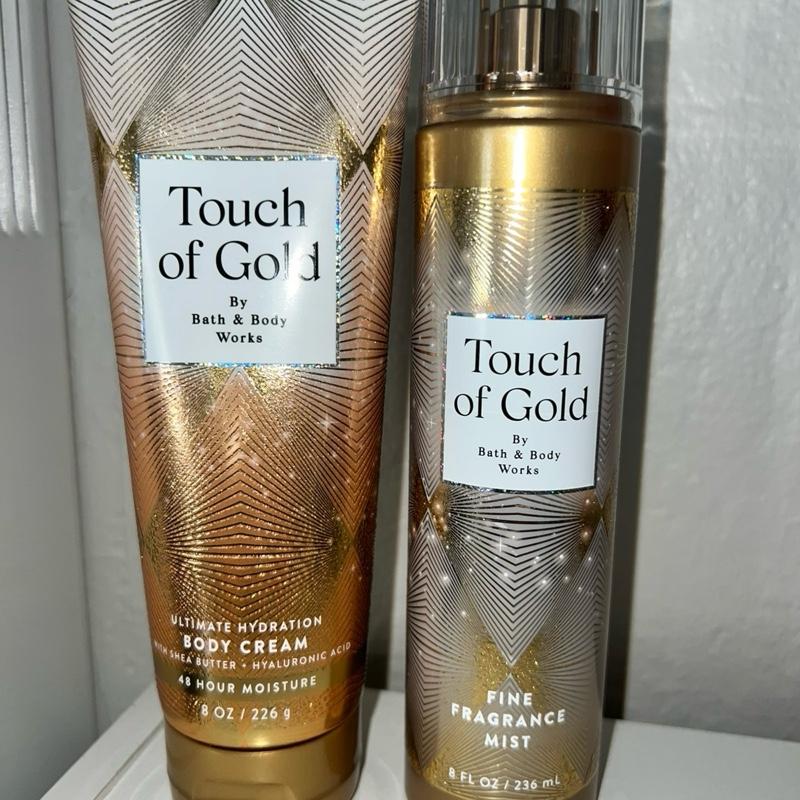 Touch
of Gold
By
Bath & Body
Works
ULTIMATE HYDRATION
BODY CREAM
WITH SHEA BUTTER + HYALURONIC ACID
48 HOUR MOISTURE
8 OZ / 226 g
Touch
of Gold
By
Bath & Body
Works
FINE
FRAGRANCE
MIST
8 FL OZ / 236 mL